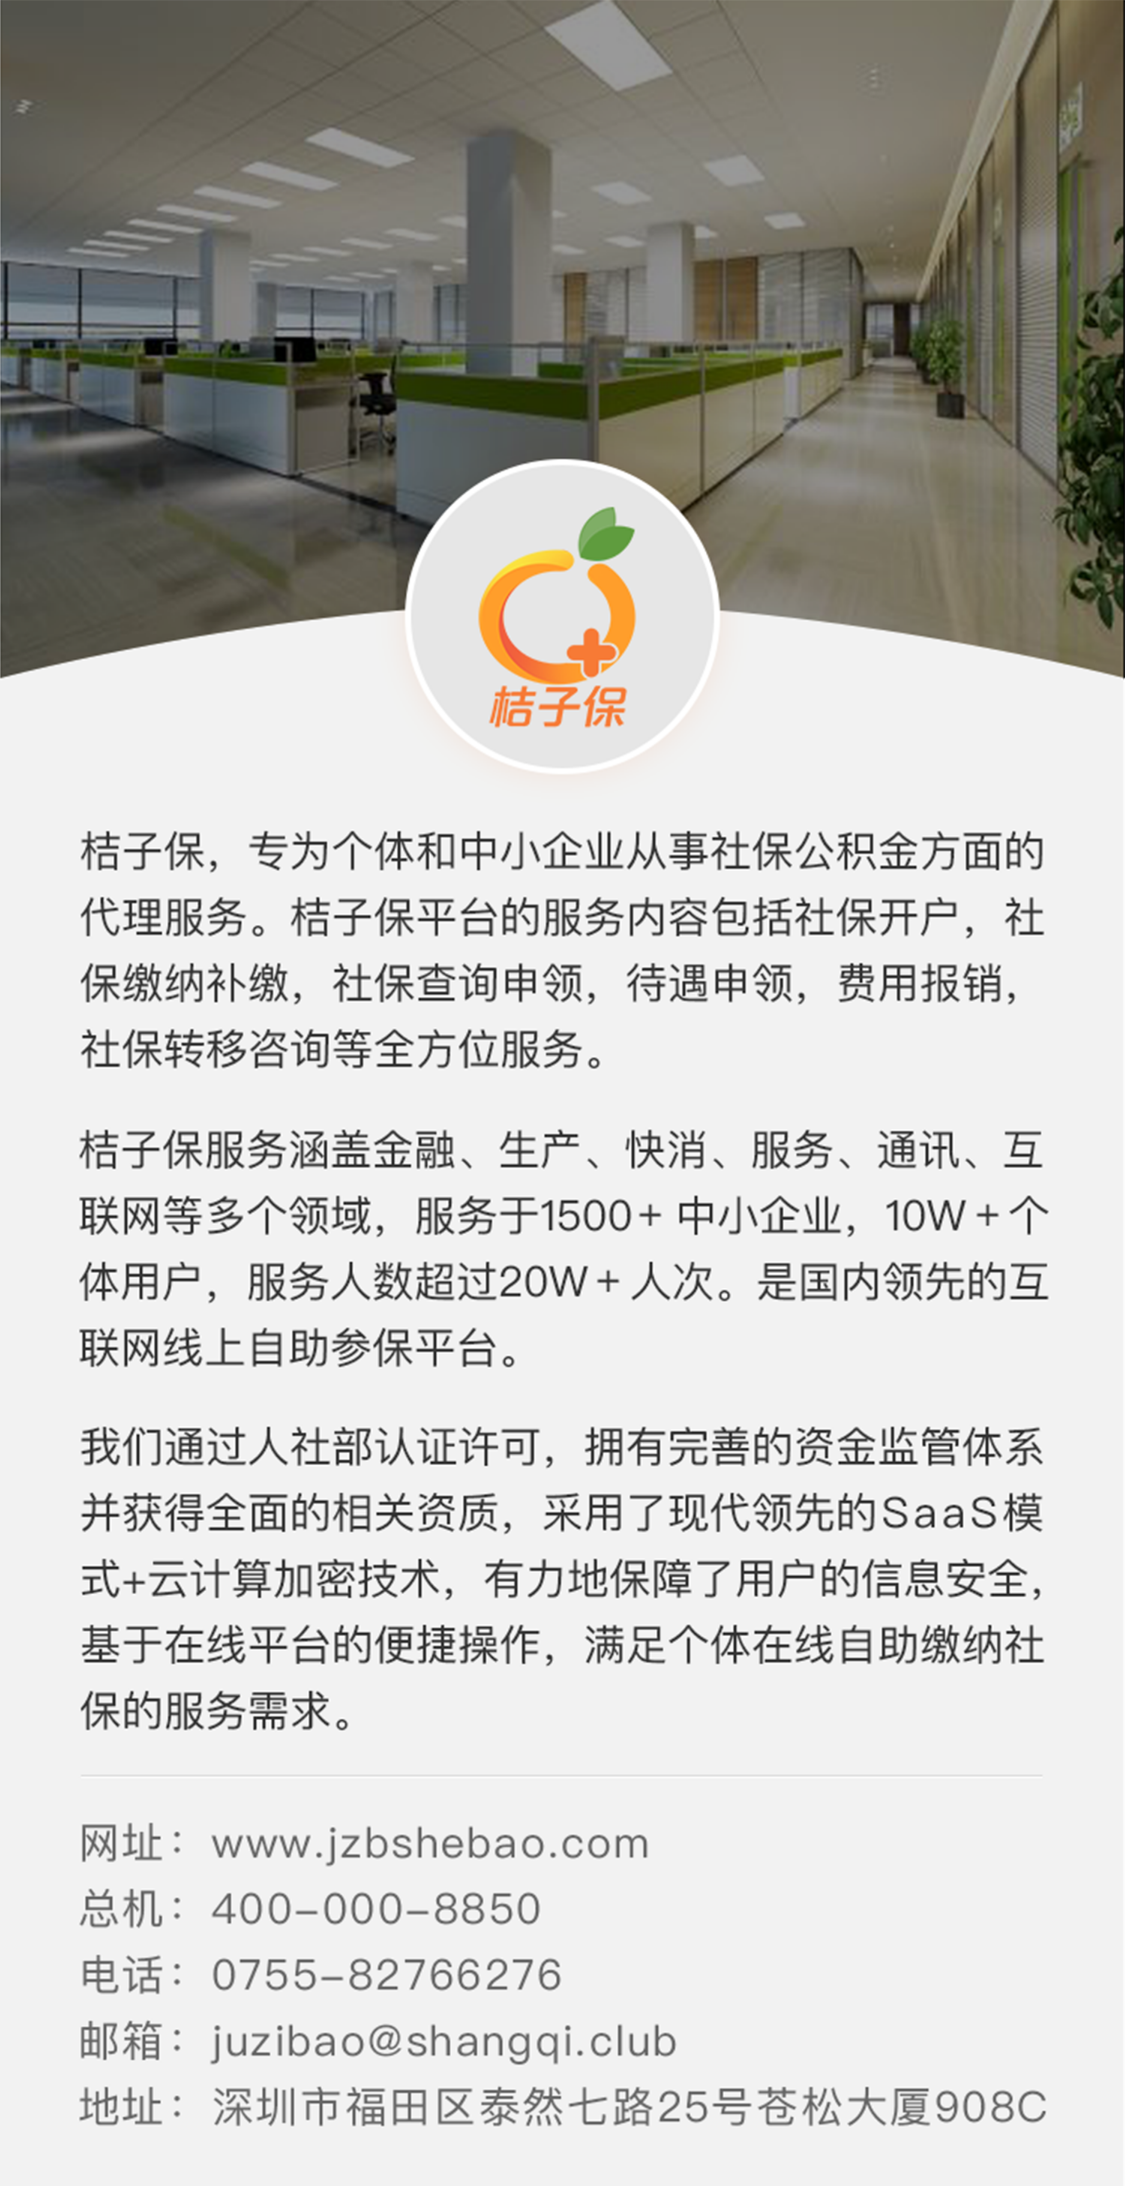 桔子保
桔子保，专为个体和中小企业从事社保公积金方面的
代理服务。桔子保平台的服务内容包括社保开户，社
保缴纳补缴，社保查询申领，待遇申领，费用报销，
社保转移咨询等全方位服务。
桔子保服务涵盖金融、生产、快消、服务、通讯、互
联网等多个领域，服务于1500+ 中小企业，10W+个
体用户，服务人数超过20W+ 人次。是国内领先的互
联网线上自助参保平台。
我们通过人社部认证许可，拥有完善的资金监管体系
并获得全面的相关资质，采用了现代领先的SaaS模
式+云计算加密技术，有力地保障了用户的信息安全，
基于在线平台的便捷操作，满足个体在线自助缴纳社
保的服务需求。
网址：www.jzbshebao.com
总机：400-000-8850
电话：0755-82766276
邮箱：juzibao@shangqi.club
地址：深圳市福田区泰然七路25号苍松大厦908C